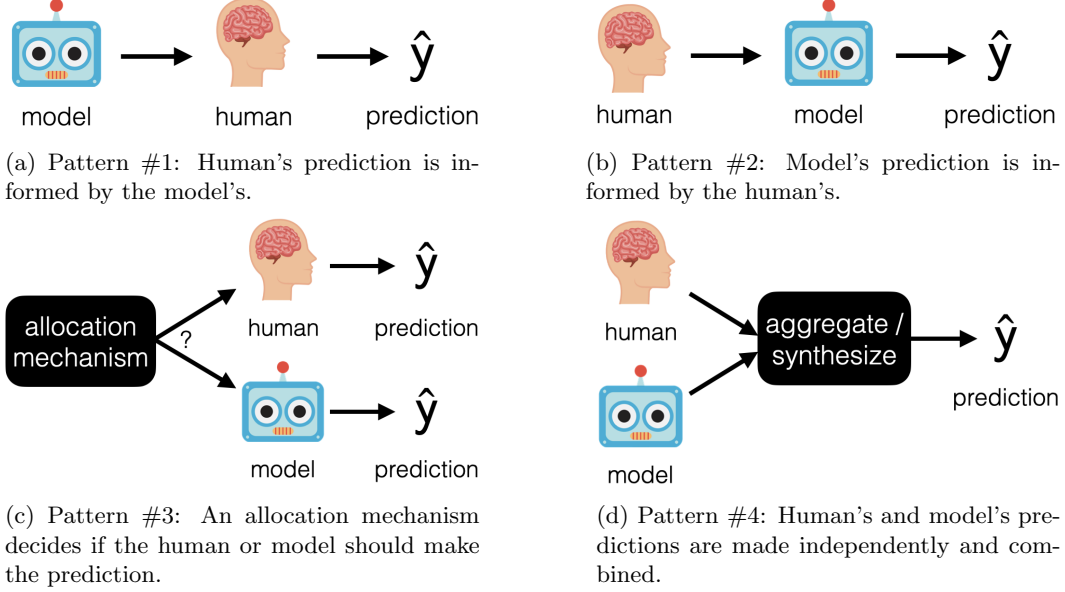 model
human
ŷ
prediction
(a) Pattern #1: Human's prediction is in-
formed by the model's.
human
model
ŷ
prediction
(b) Pattern #2: Model's prediction is in-
formed by the human's.
allocation
mechanism
?
human
ŷ
prediction
model
ŷ
prediction
(c) Pattern #3: An allocation mechanism
decides if the human or model should make
the prediction.
human
model
aggregate /
synthesize
ŷ
prediction
(d) Pattern #4: Human's and model's pre-
dictions are made independently and com-
bined.